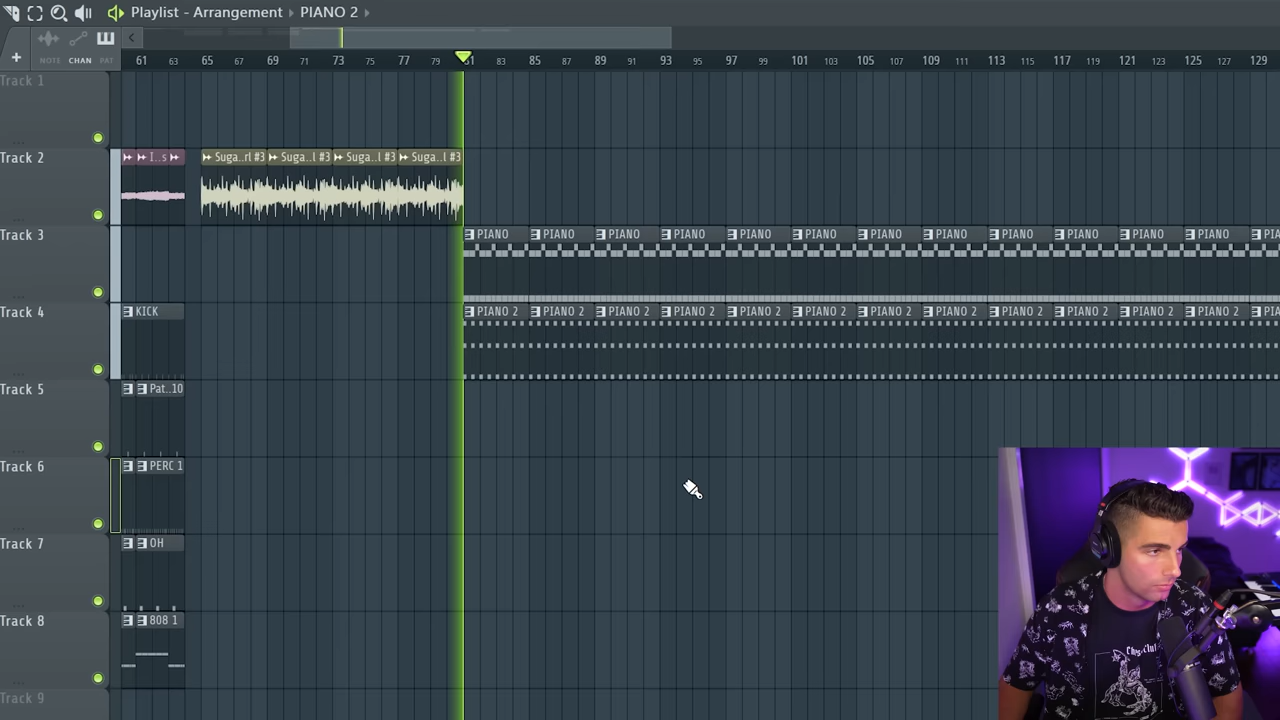 Playlist - Arrangement ▸ PIANO 2 ▸
NOTE CHAN PAT
61 63 65 67 69 71 73 75 77 79 81 83 85 87 89 91 93 95 97 99 101 103 105 107 109 111 113 115 117 119 121 123 125 127 129
Track 1
Track 2
I..s Suga..rl #3 Suga..l #3 Suga..l #3 Suga..l #3
Track 3
PIANO PIANO PIANO PIANO PIANO PIANO PIANO PIANO PIANO PIANO PIANO PIANO PIA
Track 4
KICK PIANO 2 PIANO 2 PIANO 2 PIANO 2 PIANO 2 PIANO 2 PIANO 2 PIANO 2 PIANO 2 PIANO 2 PIANO 2 PIANO 2 PIA
Track 5
Pat..10
Track 6
PERC 1
Track 7
OH
Track 8
808 1
Track 9